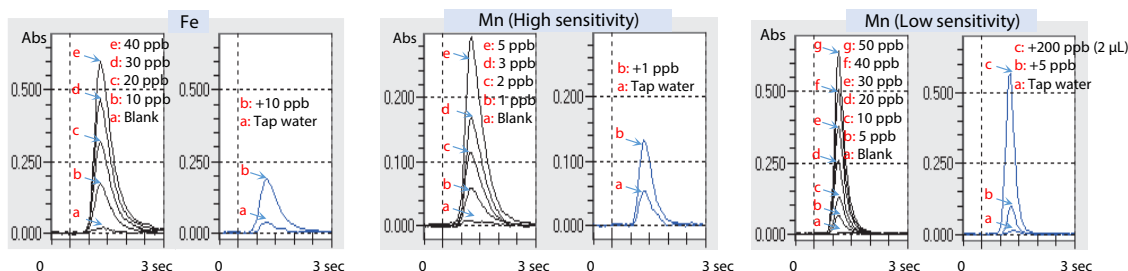 Fe
Abs
e: 40 ppb
d: 30 ppb
c: 20 ppb
b: 10 ppb
a: Blank
e
d
c
b
a
0.500
0.250
0.000
0
3 sec
b: +10 ppb
a: Tap water
b
a
0.500
0.250
0.000
0
3 sec
Mn (High sensitivity)
Abs
e: 5 ppb
d: 3 ppb
c: 2 ppb
b: 1 ppb
a: Blank
e
d
c
b
a
0.200
0.100
0.000
0
3 sec
b: +1 ppb
a: Tap water
b
a
0.200
0.100
0.000
0
3 sec
Mn (Low sensitivity)
Abs
g: 50 ppb
f: 40 ppb
e: 30 ppb
d: 20 ppb
c: 10 ppb
b: 5 ppb
a: Blank
g
f
e
d
c
b
a
0.500
0.250
0.000
0
3 sec
c: +200 ppb (2 μL)
b: +5 ppb
a: Tap water
c
b
a
0.500
0.250
0.000
0
3 sec